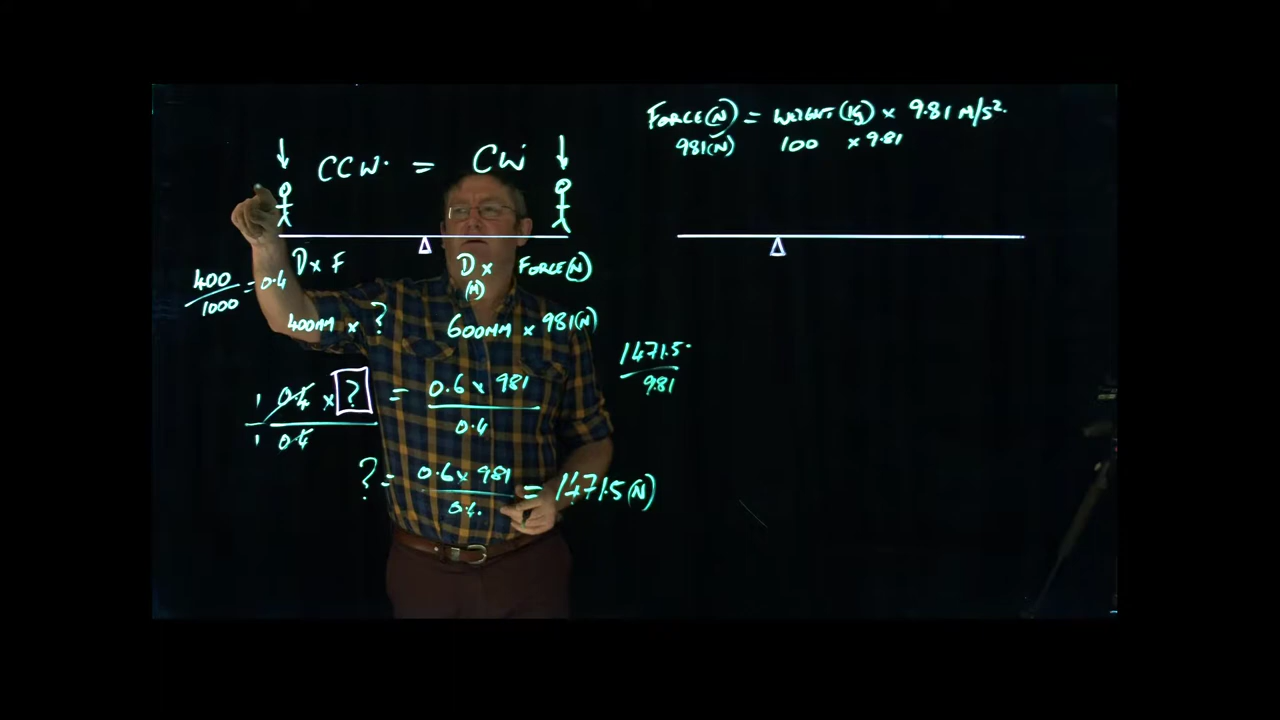 FORCE(N) = WEIGHT (Kg) × 9.81 M/S².
981(N) 100 × 9.81
CCW. = CW
D × F D × FORCE(N)
(M)
400
1000
= 0.4
400MM × ? 600MM × 981(N)
1471.5
9.81
1 0.4 × ? = 0.6 × 981
1 0.4 0.4
? = 0.6 × 981 = 1471.5 (N)
0.4.